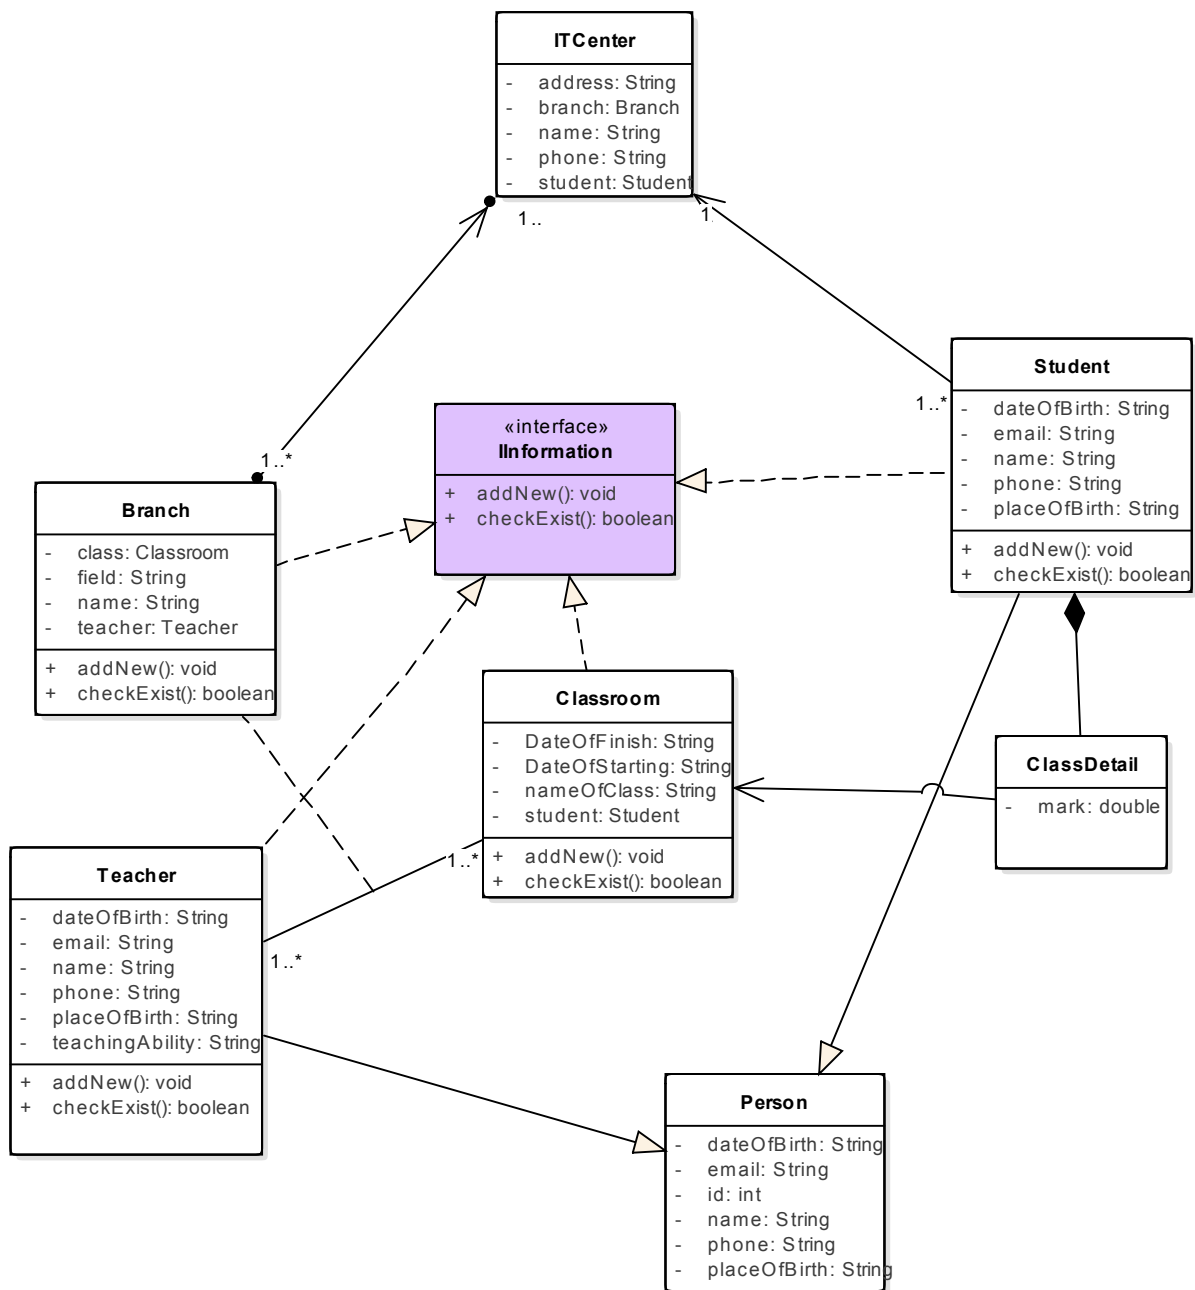 ITCenter
- address: String
- branch: Branch
- name: String
- phone: String
- student: Student
1..
1.
Student
- dateOfBirth: String
- email: String
- name: String
- phone: String
- placeOfBirth: String
+ addNew(): void
+ checkExist(): boolean
1..*
«interface»
IInformation
+ addNew(): void
+ checkExist(): boolean
1..*
Branch
- class: Classroom
- field: String
- name: String
- teacher: Teacher
+ addNew(): void
+ checkExist(): boolean
Classroom
- DateOfFinish: String
- DateOfStarting: String
- nameOfClass: String
- student: Student
+ addNew(): void
+ checkExist(): boolean
1..*
ClassDetail
- mark: double
Teacher
- dateOfBirth: String
- email: String
- name: String
- phone: String
- placeOfBirth: String
- teachingAbility: String
+ addNew(): void
+ checkExist(): boolean
1..*
Person
- dateOfBirth: String
- email: String
- id: int
- name: String
- phone: String
- placeOfBirth: String